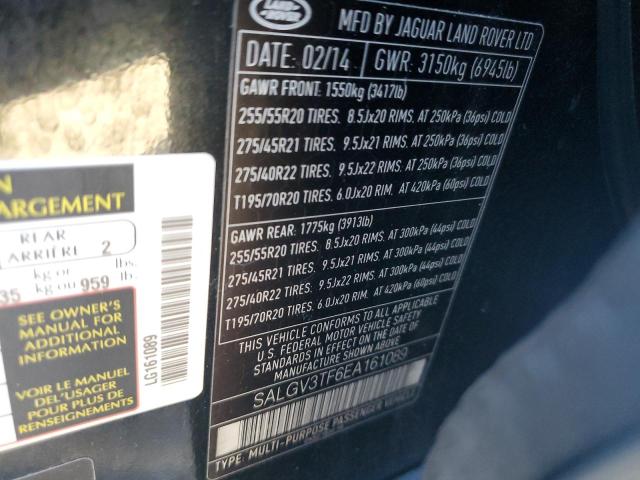 LAND ROVER
MFD BY JAGUAR LAND ROVER LTD
DATE: 02/14 GWR: 3150kg (6945lb)
GAWR FRONT: 1550kg (3417lb)
255/55R20 TIRES. 8.5Jx20 RIMS, AT 250kPa (36psi) COLD
275/45R21 TIRES. 9.5Jx21 RIMS, AT 250kPa (36psi) COLD
275/40R22 TIRES. 9.5Jx22 RIMS, AT 250kPa (36psi) COLD
T195/70R20 TIRES. 6.0Jx20 RIM, AT 420kPa (60psi) COLD
GAWR REAR: 1775kg (3913lb)
255/55R20 TIRES. 8.5Jx20 RIMS, AT 300kPa (44psi) COLD
275/45R21 TIRES. 9.5Jx21 RIMS, AT 300kPa (44psi) COLD
275/40R22 TIRES. 9.5Jx22 RIMS, AT 300kPa (44psi) COLD
T195/70R20 TIRES. 6.0Jx20 RIM, AT 420kPa (60psi) COLD
THIS VEHICLE CONFORMS TO ALL APPLICABLE
U.S. FEDERAL MOTOR VEHICLE SAFETY
STANDARDS IN EFFECT ON THE DATE OF
MANUFACTURE SHOWN ABOVE
SALGV3TF6EA161089
TYPE: MULTI-PURPOSE PASSENGER VEHICLE
N
ARGEMENT
REAR
ARRIÈRE 2
kg or lbs.
35 kg ou 959 lb.
SEE OWNER'S
MANUAL FOR
ADDITIONAL
INFORMATION
VOIR LE MANUEL
DEL'USAGER
POUR PLUS DE
RENSEIGNEMENTS
LG161089